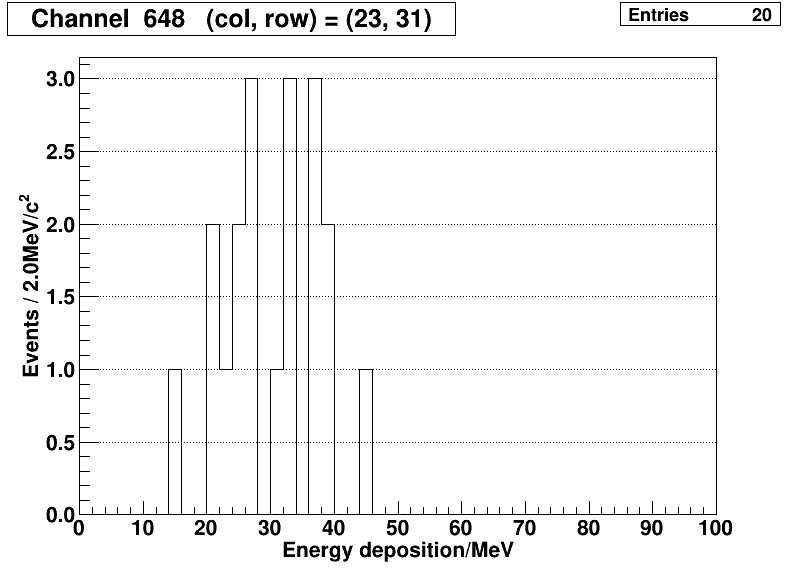 Channel 648 (col, row) = (23, 31)
Entries 20
3.0
2.5
2.0
1.5
1.0
0.5
0.0
Events / 2.0MeV/c²
0 10 20 30 40 50 60 70 80 90 100
Energy deposition/MeV